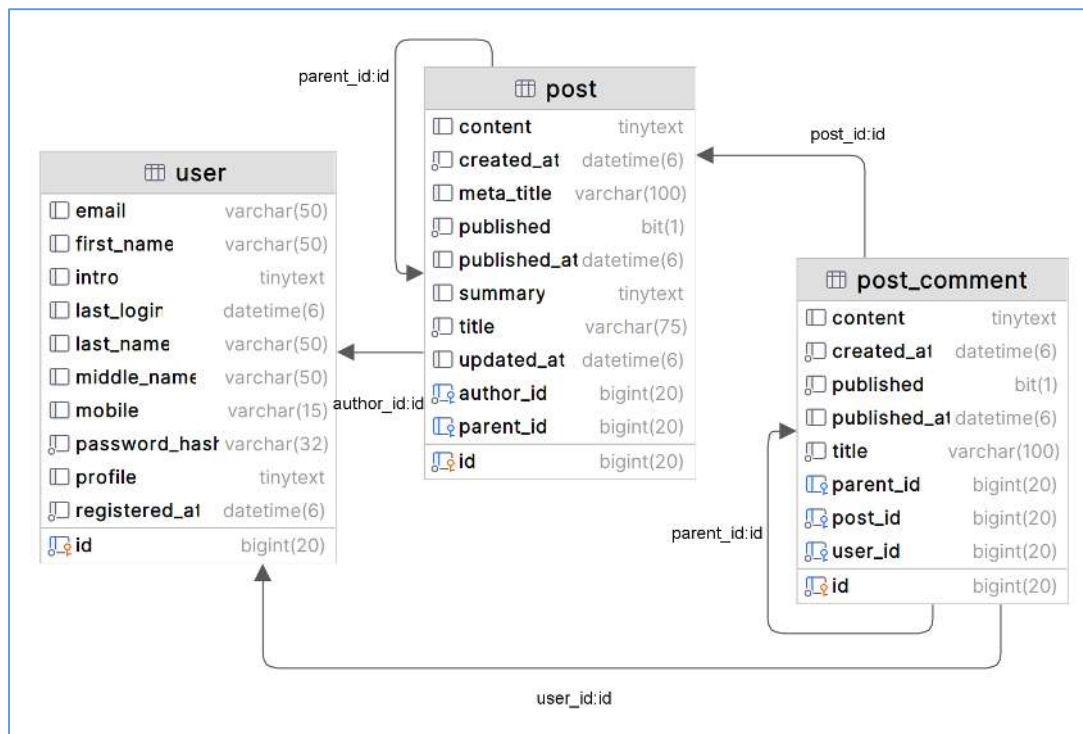 parent_id:id
post
content tinytext
created_at datetime(6)
meta_title varchar(100)
published bit(1)
published_at datetime(6)
summary tinytext
title varchar(75)
updated_at datetime(6)
author_id bigint(20)
parent_id bigint(20)
id bigint(20)
post_id:id
user
email varchar(50)
first_name varchar(50)
intro tinytext
last_login datetime(6)
last_name varchar(50)
middle_name varchar(50)
mobile varchar(15)
password_hash varchar(32)
profile tinytext
registered_at datetime(6)
id bigint(20)
author_id:id
post_comment
content tinytext
created_at datetime(6)
published bit(1)
published_at datetime(6)
title varchar(100)
parent_id bigint(20)
post_id bigint(20)
user_id bigint(20)
id bigint(20)
parent_id:id
user_id:id